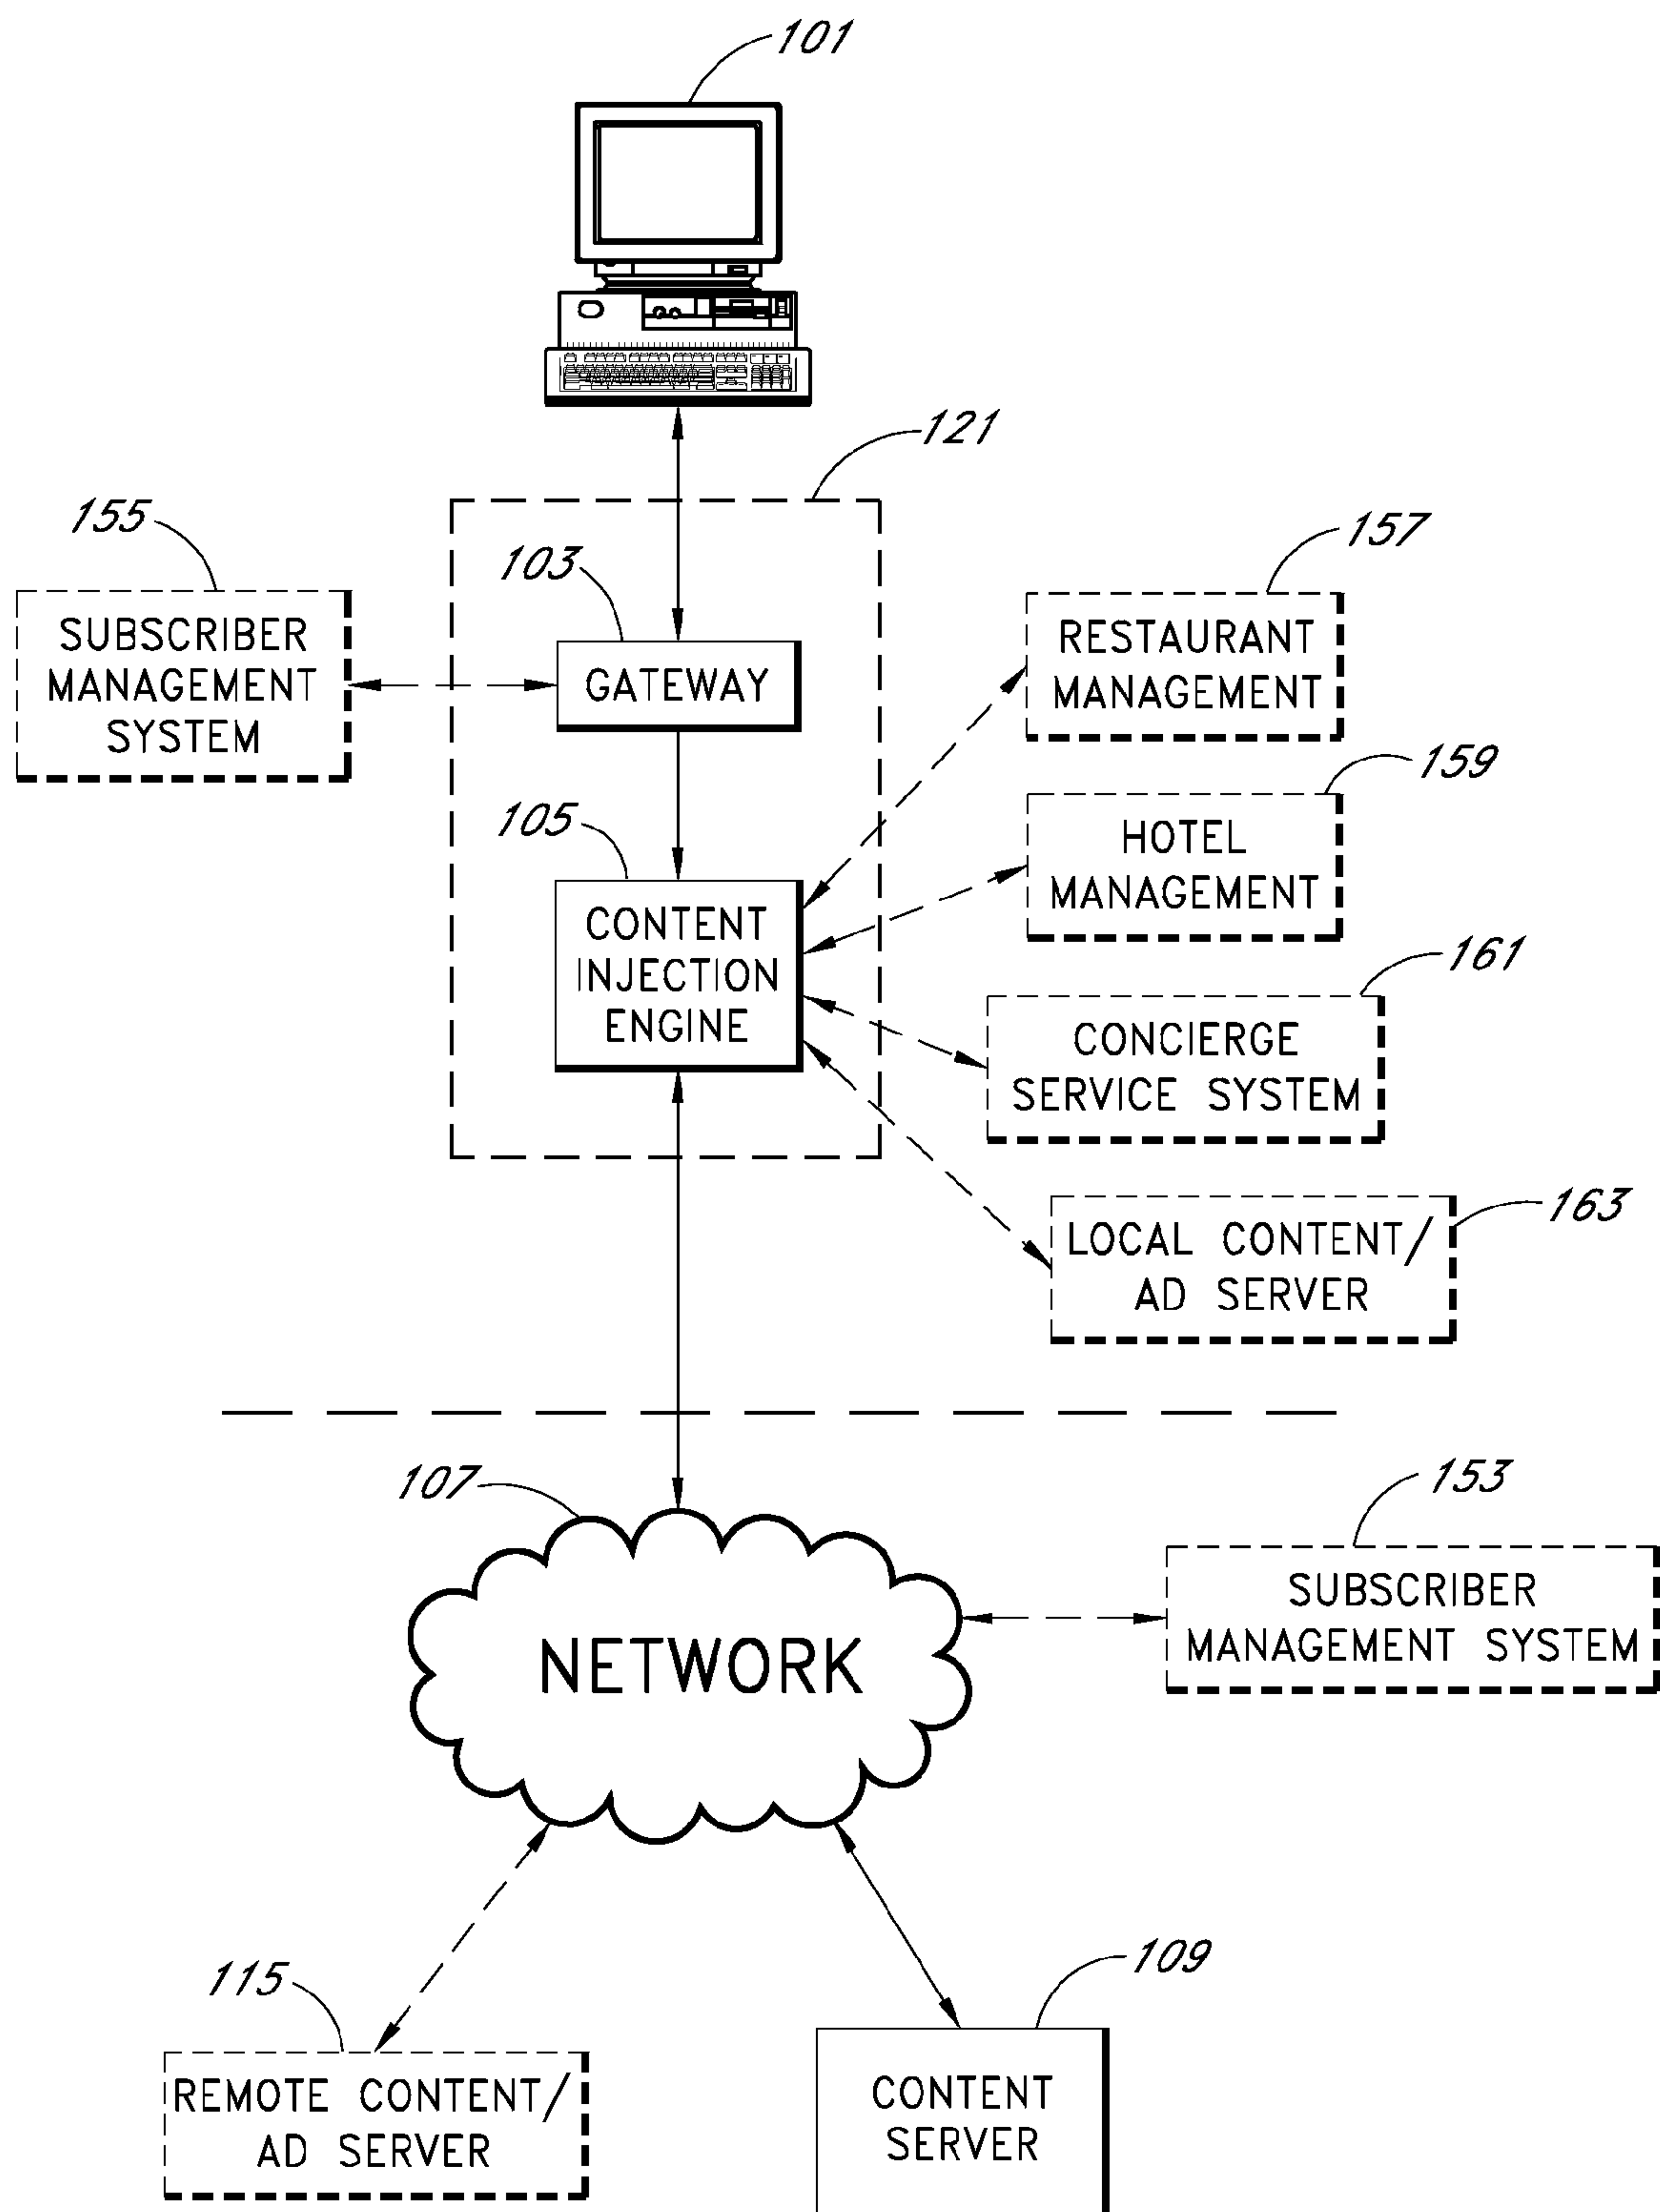 101
121
155
103
157
SUBSCRIBER
MANAGEMENT
SYSTEM
GATEWAY
RESTAURANT
MANAGEMENT
159
105
HOTEL
MANAGEMENT
CONTENT
INJECTION
ENGINE
161
CONCIERGE
SERVICE SYSTEM
163
LOCAL CONTENT/
AD SERVER
107
153
NETWORK
SUBSCRIBER
MANAGEMENT SYSTEM
115
109
REMOTE CONTENT/
AD SERVER
CONTENT
SERVER